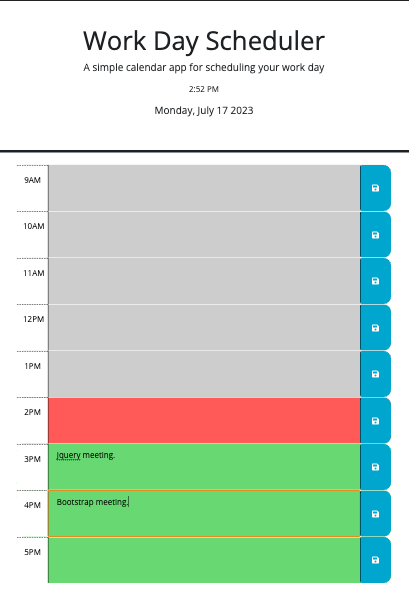 Work Day Scheduler
A simple calendar app for scheduling your work day
2:52 PM
Monday, July 17 2023
9AM
10AM
11AM
12PM
1PM
2PM
3PM jquery meeting.
4PM Bootstrap meeting.
5PM